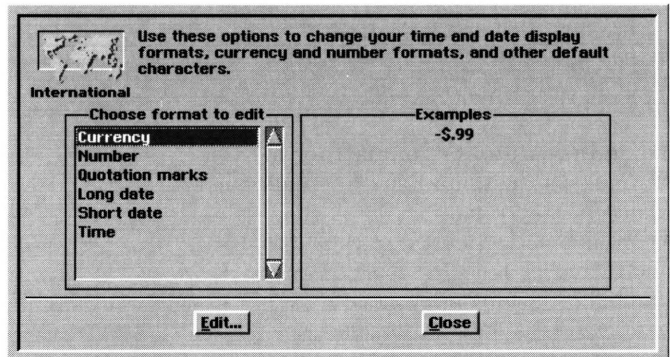 Use these options to change your time and date display
formats, currency and number formats, and other default
characters.
International
Choose format to edit
Currency
Number
Quotation marks
Long date
Short date
Time
Examples
-$.99
Edit...
Close